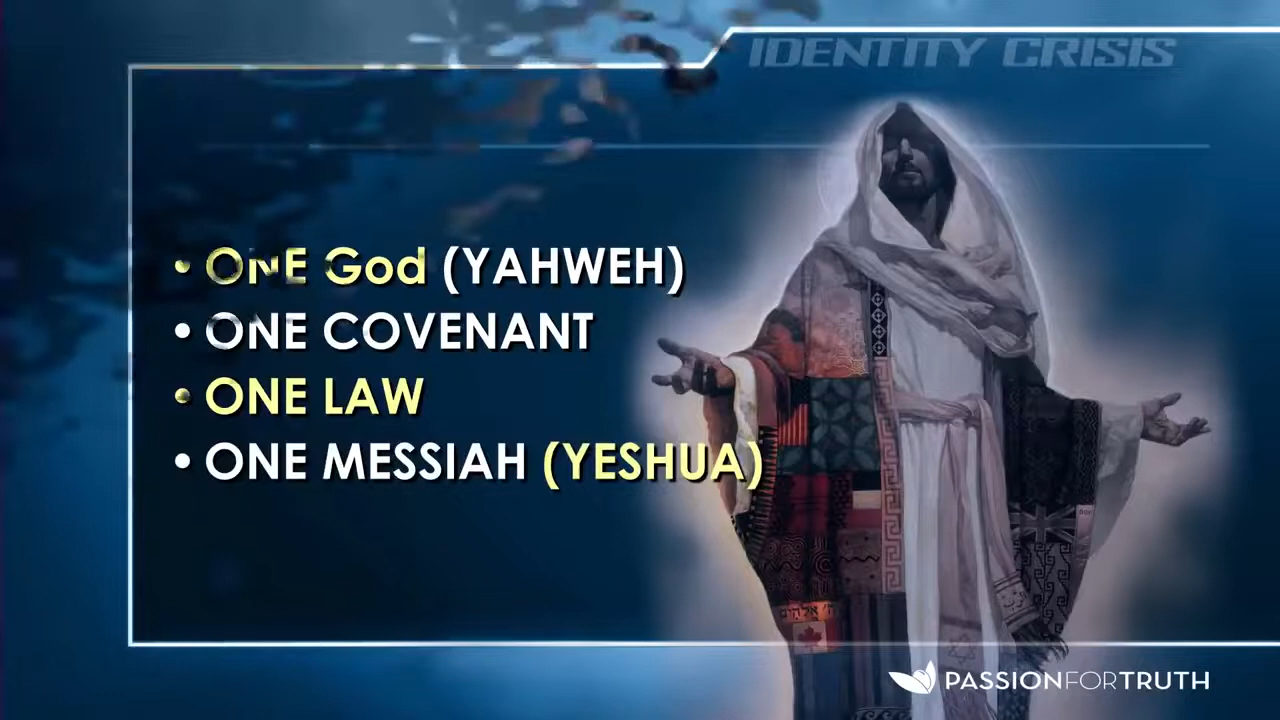 IDENTITY CRISIS
• ONE God (YAHWEH)
• ONE COVENANT
• ONE LAW
• ONE MESSIAH (YESHUA)
PASSIONFORTRUTH